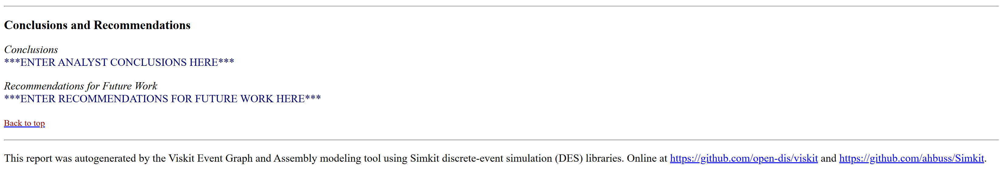 Conclusions and Recommendations
Conclusions
***ENTER ANALYST CONCLUSIONS HERE***
Recommendations for Future Work
***ENTER RECOMMENDATIONS FOR FUTURE WORK HERE***
Back to top
This report was autogenerated by the Viskit Event Graph and Assembly modeling tool using Simkit discrete-event simulation (DES) libraries. Online at https://github.com/open-dis/viskit and https://github.com/ahbuss/Simkit.